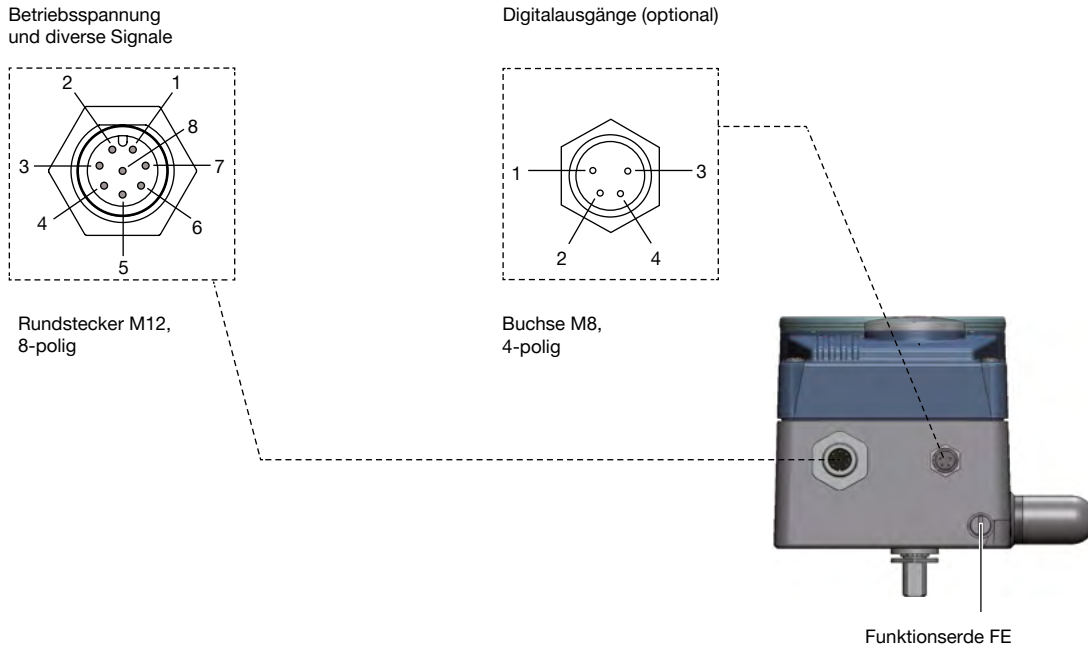 Betriebsspannung
und diverse Signale
Digitalausgänge (optional)
2
1
8
3
7
4
6
5
1
3
2
4
Rundstecker M12,
8-polig
Buchse M8,
4-polig
Funktionserde FE